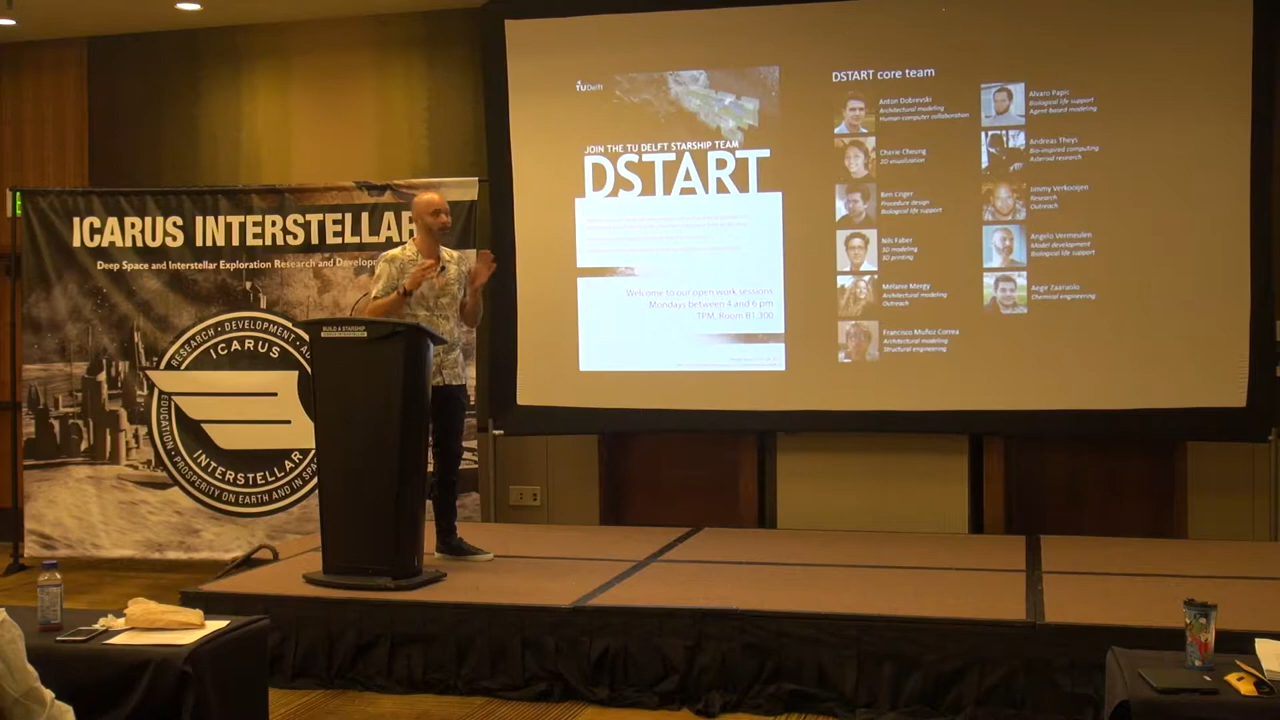 ICARUS INTERSTELLAR
Deep Space and Interstellar Exploration Research and Develop
RESEARCH • DEVELOPMENT •
ICARUS
INTERSTELLAR
EDUCATION • PROSPERITY ON EARTH AND IN SPA
BUILD A STARSHIP
TU Delft
JOIN THE TU DELFT STARSHIP TEAM
DSTART
Welcome to our open work sessions
Mondays between 4 and 6 pm
TPM, Room B1.300
DSTART core team
Anton Dobrevski
Architectural modeling
Human-computer collaboration
Cherie Cheung
2D visualization
Ben Criger
Procedure design
Biological life support
Nils Faber
3D modeling
3D printing
Mélanie Mergy
Architectural modeling
Outreach
Francisco Muñoz Correa
Architectural modeling
Structural engineering
Alvaro Papic
Biological life support
Agent-based modeling
Andreas Theys
Bio-inspired computing
Asteroid research
Jimmy Verkooijen
Research
Outreach
Angelo Vermeulen
Model development
Biological life support
Aegir Zaaruolo
Chemical engineering